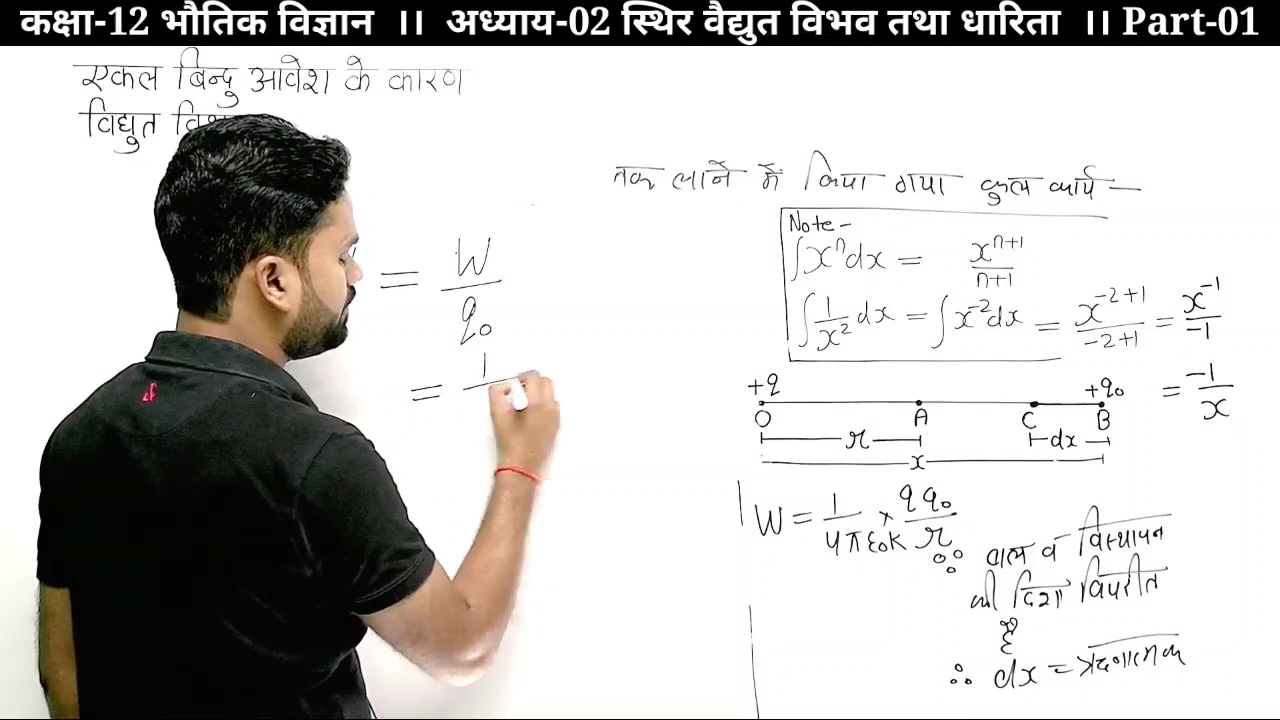 कक्षा-12 भौतिक विज्ञान ।। अध्याय-02 स्थिर वैद्युत विभव तथा धारिता ।। Part-01
एकल बिन्दु आवेश के कारण
विद्युत
तक लाने में किया गया कुल कार्य —
Note -
∫xⁿdx = xⁿ⁺¹/n+1
∫1/x² dx = ∫x⁻²dx = x⁻²⁺¹/-2+1 = x⁻¹/-1
= -1/x
= W/q₀
= 1
+q +q₀
O A C B
r dx
x
W = 1/4πε₀K × qq₀/r
∵ बल व विस्थापन
की दिशा विपरीत
है
∴ dx = ऋणात्मक